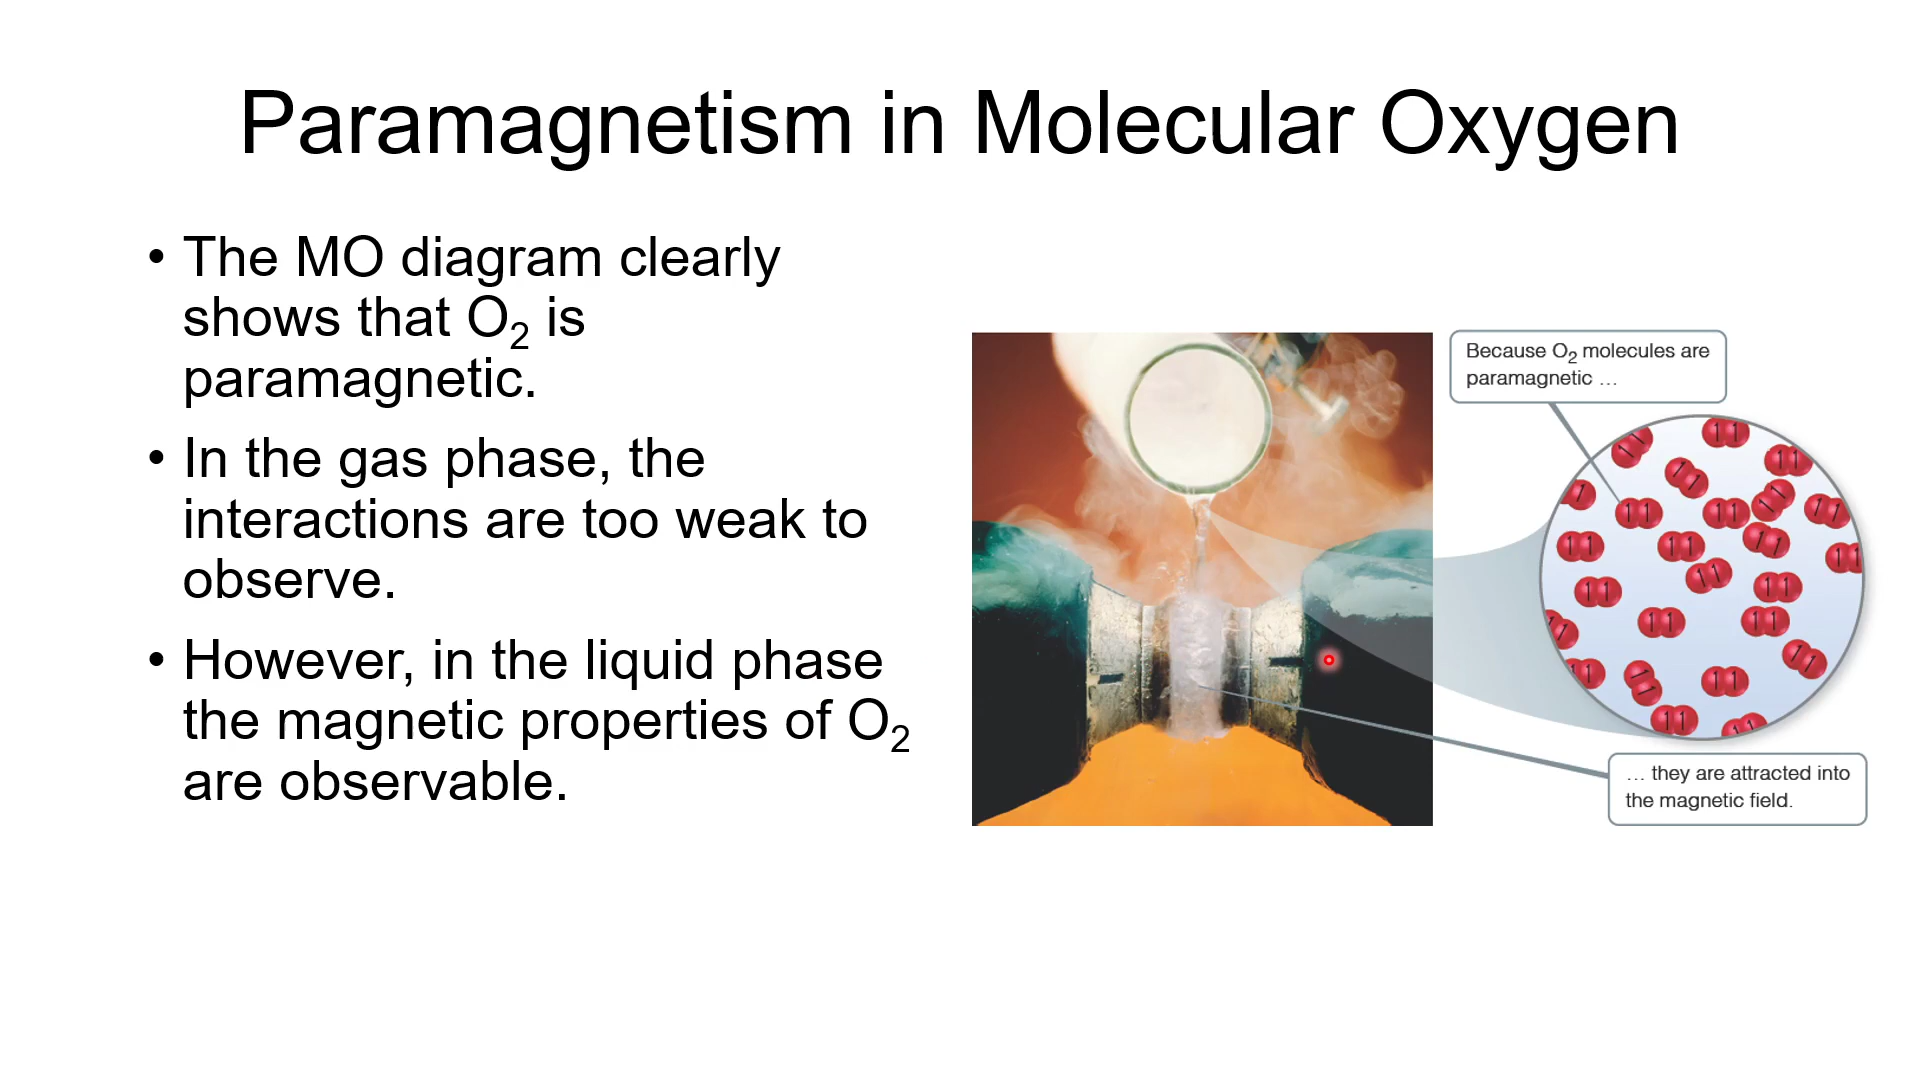 Paramagnetism in Molecular Oxygen
• The MO diagram clearly
shows that O₂ is
paramagnetic.
• In the gas phase, the
interactions are too weak to
observe.
• However, in the liquid phase
the magnetic properties of O₂
are observable.
Because O₂ molecules are
paramagnetic …
… they are attracted into
the magnetic field.